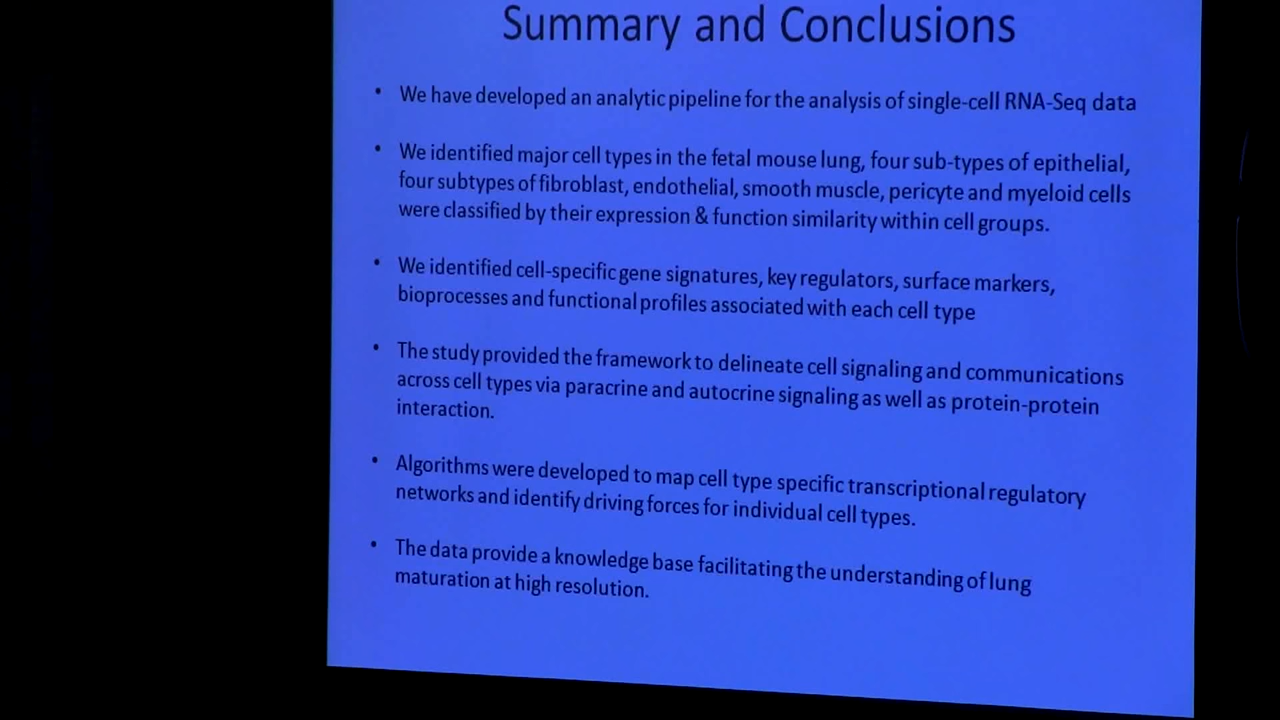 Summary and Conclusions
• We have developed an analytic pipeline for the analysis of single-cell RNA-Seq data
• We identified major cell types in the fetal mouse lung, four sub-types of epithelial,
four subtypes of fibroblast, endothelial, smooth muscle, pericyte and myeloid cells
were classified by their expression & function similarity within cell groups.
• We identified cell-specific gene signatures, key regulators, surface markers,
bioprocesses and functional profiles associated with each cell type
• The study provided the framework to delineate cell signaling and communications
across cell types via paracrine and autocrine signaling as well as protein-protein
interaction.
• Algorithms were developed to map cell type specific transcriptional regulatory
networks and identify driving forces for individual cell types.
• The data provide a knowledge base facilitating the understanding of lung
maturation at high resolution.